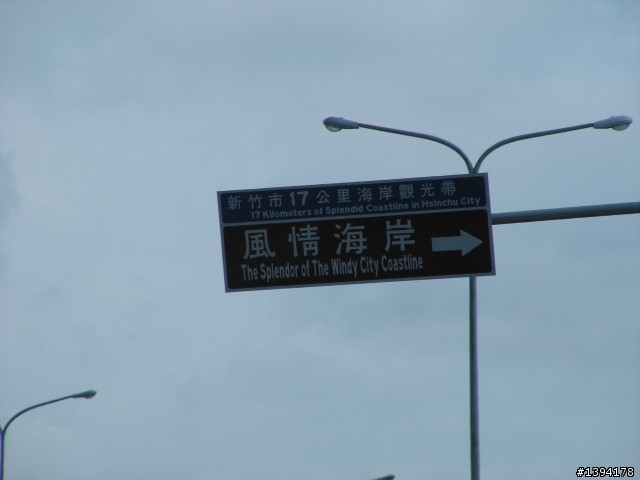 新竹市17公里海岸觀光帶
17 Kilometers of Splendid Coastline in Hsinchu City
風情海岸
The Splendor of The Windy City Coastline
#1394178